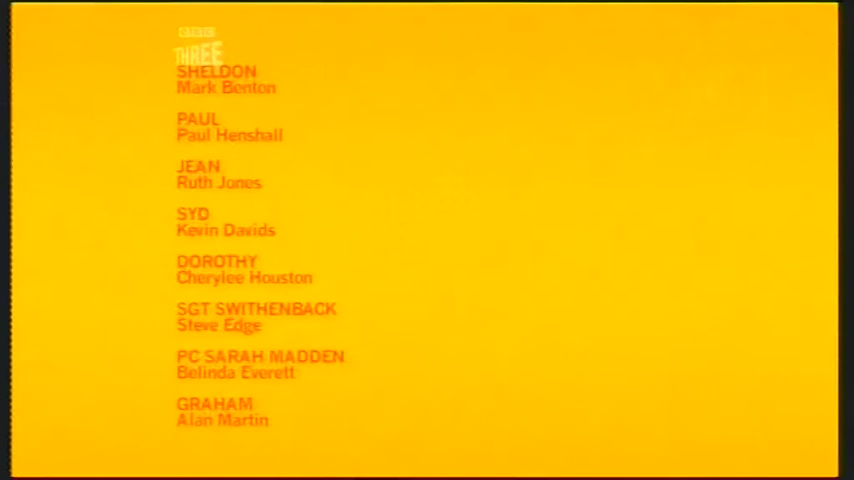 BBC
THREE
SHELDON
Mark Benton
PAUL
Paul Henshall
JEAN
Ruth Jones
SYD
Kevin Davids
DOROTHY
Cherylee Houston
SGT SWITHENBACK
Steve Edge
PC SARAH MADDEN
Belinda Everett
GRAHAM
Alan Martin